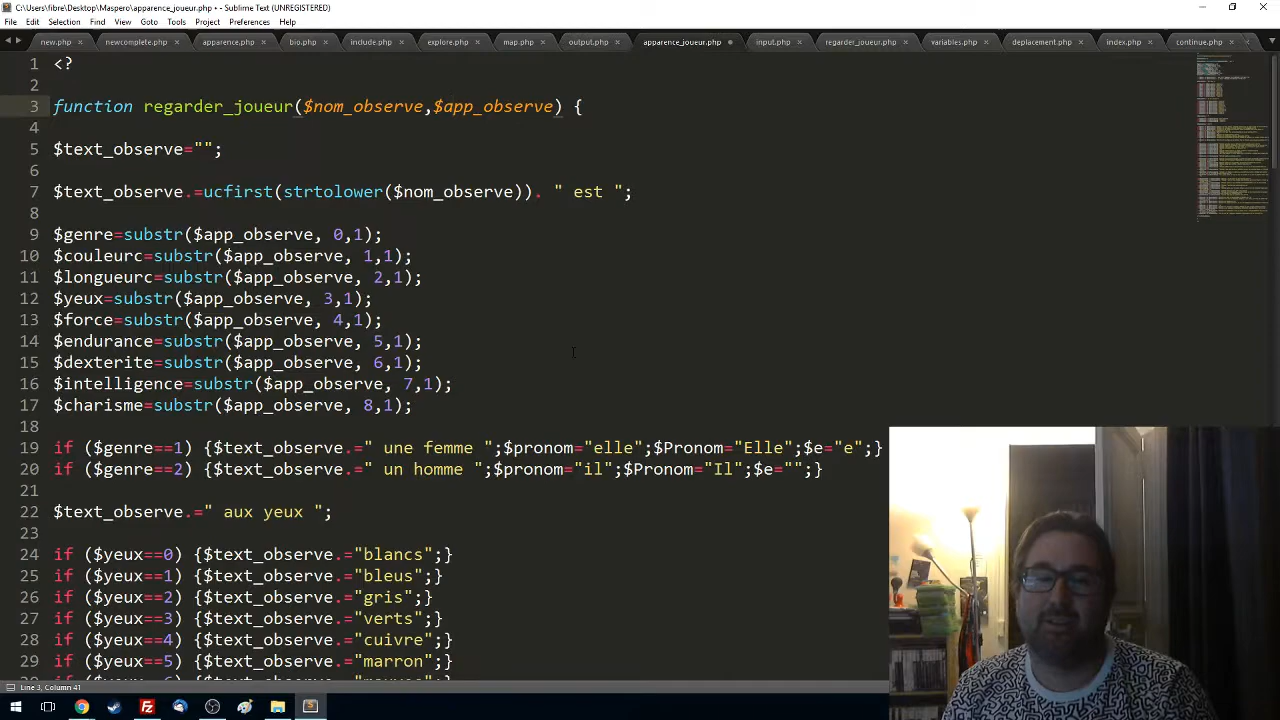 C:\Users\fibre\Desktop\Maspero\apparence_joueur.php • - Sublime Text (UNREGISTERED)
File Edit Selection Find View Goto Tools Project Preferences Help
new.php newcomplete.php apparence.php bio.php include.php explore.php map.php output.php apparence_joueur.php input.php regarder_joueur.php variables.php deplacement.php index.php continue.php
1 <?
2
3 function regarder_joueur($nom_observe,$app_observe) {
4
5 $text_observe="";
6
7 $text_observe.=ucfirst(strtolower($nom_observe)). " est ";
8
9 $genre=substr($app_observe, 0,1);
10 $couleurc=substr($app_observe, 1,1);
11 $longueurc=substr($app_observe, 2,1);
12 $yeux=substr($app_observe, 3,1);
13 $force=substr($app_observe, 4,1);
14 $endurance=substr($app_observe, 5,1);
15 $dexterite=substr($app_observe, 6,1);
16 $intelligence=substr($app_observe, 7,1);
17 $charisme=substr($app_observe, 8,1);
18
19 if ($genre==1) {$text_observe.=" une femme ";$pronom="elle";$Pronom="Elle";$e="e";}
20 if ($genre==2) {$text_observe.=" un homme ";$pronom="il";$Pronom="Il";$e="";}
21
22 $text_observe.=" aux yeux ";
23
24 if ($yeux==0) {$text_observe.="blancs";}
25 if ($yeux==1) {$text_observe.="bleus";}
26 if ($yeux==2) {$text_observe.="gris";}
27 if ($yeux==3) {$text_observe.="verts";}
28 if ($yeux==4) {$text_observe.="cuivre";}
29 if ($yeux==5) {$text_observe.="marron";}
Line 3, Column 41